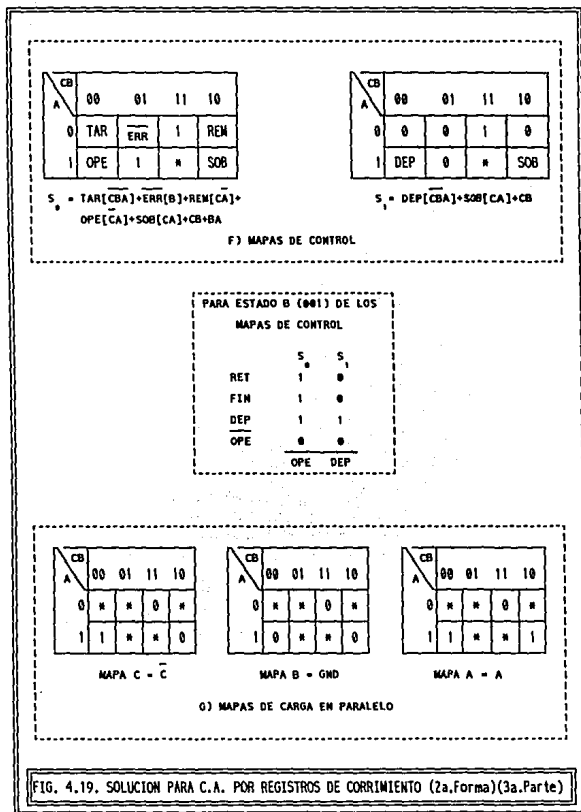 CB
A
00 01 11 10
0 TAR E̅R̅R̅ 1 REM
1 OPE 1 * SOB
CB
A
00 01 11 10
0 0 0 1 0
1 DEP 0 * SOB
S₀ = TAR[C̅B̅A̅]+E̅R̅R̅[B]+REM[CA̅]+
OPE[C̅A]+SOB[CA]+CB+BA
S₁= DEP[C̅B̅A]+SOB[CA]+CB
F) MAPAS DE CONTROL
PARA ESTADO B (001) DE LOS
MAPAS DE CONTROL
S₀ S₁
RET 1 0
FIN 1 0
DEP 1 1
O̅P̅E̅ 0 0
OPE DEP
CB
A
00 01 11 10
0 * * 0 *
1 1 * * 0
MAPA C = C̅
CB
A
00 01 11 10
0 * * 0 *
1 0 * * 0
MAPA B = GND
CB
A
00 01 11 10
0 * * 0 *
1 1 * * 1
MAPA A = A
G) MAPAS DE CARGA EN PARALELO
FIG. 4.19. SOLUCION PARA C.A. POR REGISTROS DE CORRIMIENTO (2a.Forma)(3a.Parte)